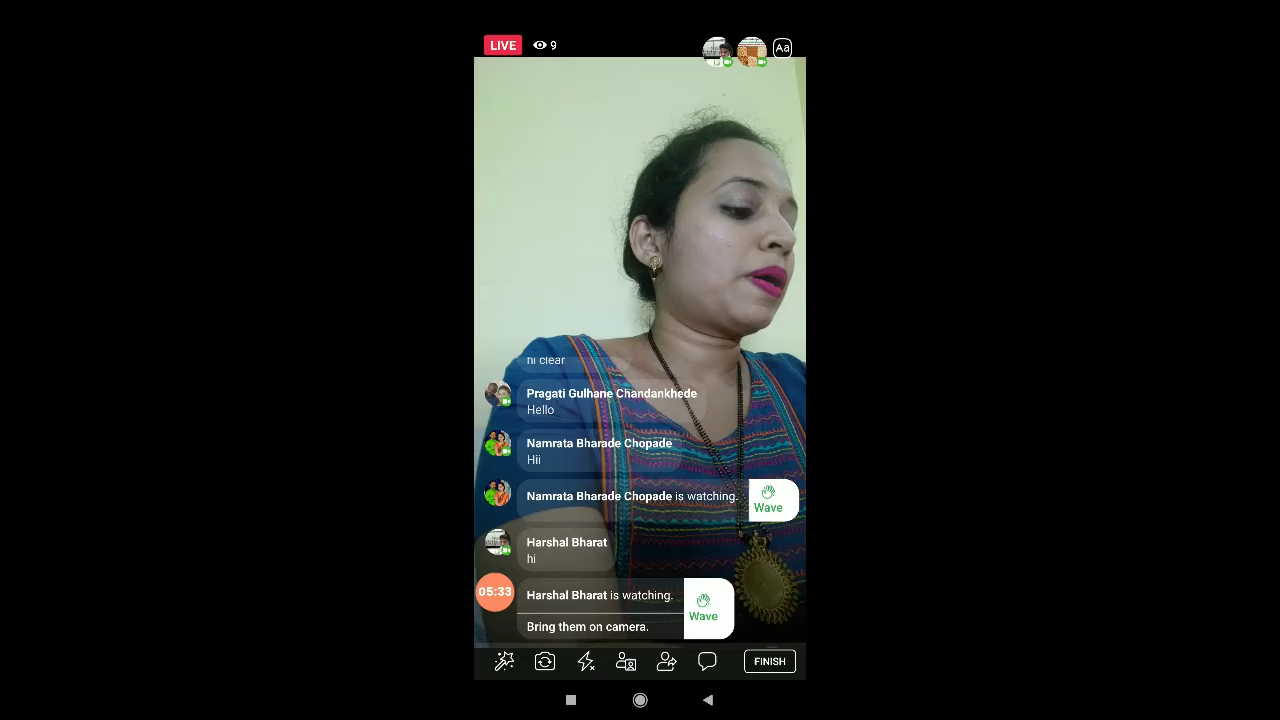 LIVE 9
Aa
hi clear
Pragati Gulhane Chandankhede
Hello
Namrata Bharade Chopade
Hii
Namrata Bharade Chopade is watching.
Wave
Harshal Bharat
hi
05:33
Harshal Bharat is watching.
Wave
Bring them on camera.
FINISH